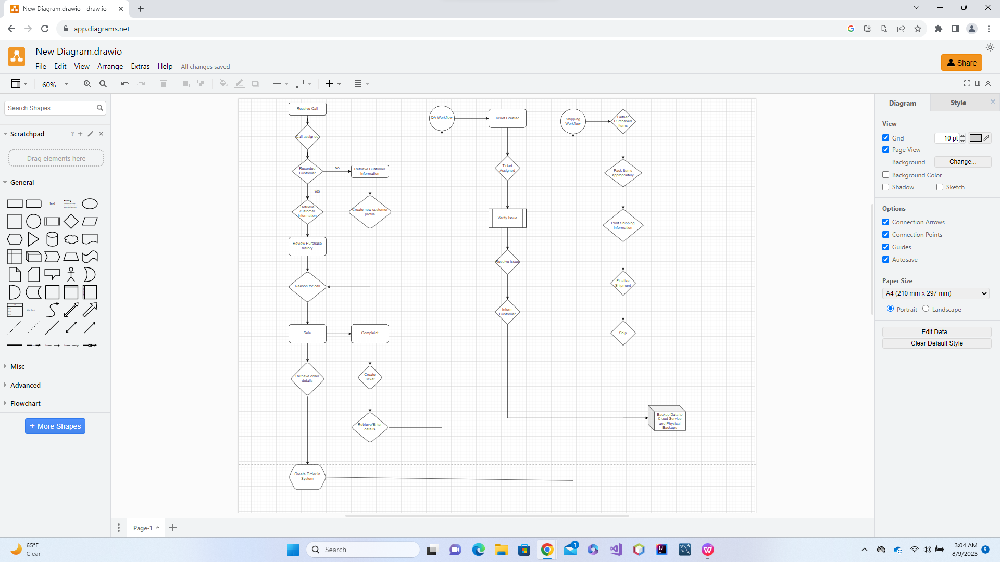 New Diagram.drawio - draw.io
app.diagrams.net
New Diagram.drawio
File Edit View Arrange Extras Help All changes saved
Share
60%
Search Shapes
Scratchpad
?
Drag elements here
General
Text
Heading
List Item
Misc
Advanced
Flowchart
+ More Shapes
Receive Call
Call assigned
Recorded
Customer
No
Retrieve Customer
Information
Yes
Retrieve
customer
Information
Create new customer
profile
Review Purchase
history
Reason for call
Sale
Complaint
Retrieve order
details
Create
Ticket
Retrieve/Enter
details
Create Order in
System
QA Workflow
Ticket Created
Ticket
Assigned
Verify Issue
Resolve issue
Inform
Customer
Shipping
Workflow
Gather
Purchased
Items
Pack Items
appropriately
Print Shipping
Information
Finalize
Shipment
Ship
Backup Data to
Cloud Service
and Physical
Backups
Diagram
Style
View
Grid
10 pt
Page View
Background
Change...
Background Color
Shadow
Sketch
Options
Connection Arrows
Connection Points
Guides
Autosave
Paper Size
A4 (210 mm x 297 mm)
Portrait
Landscape
Edit Data...
Clear Default Style
Page-1
65°F
Clear
Search
1
3:04 AM
8/9/2023
9